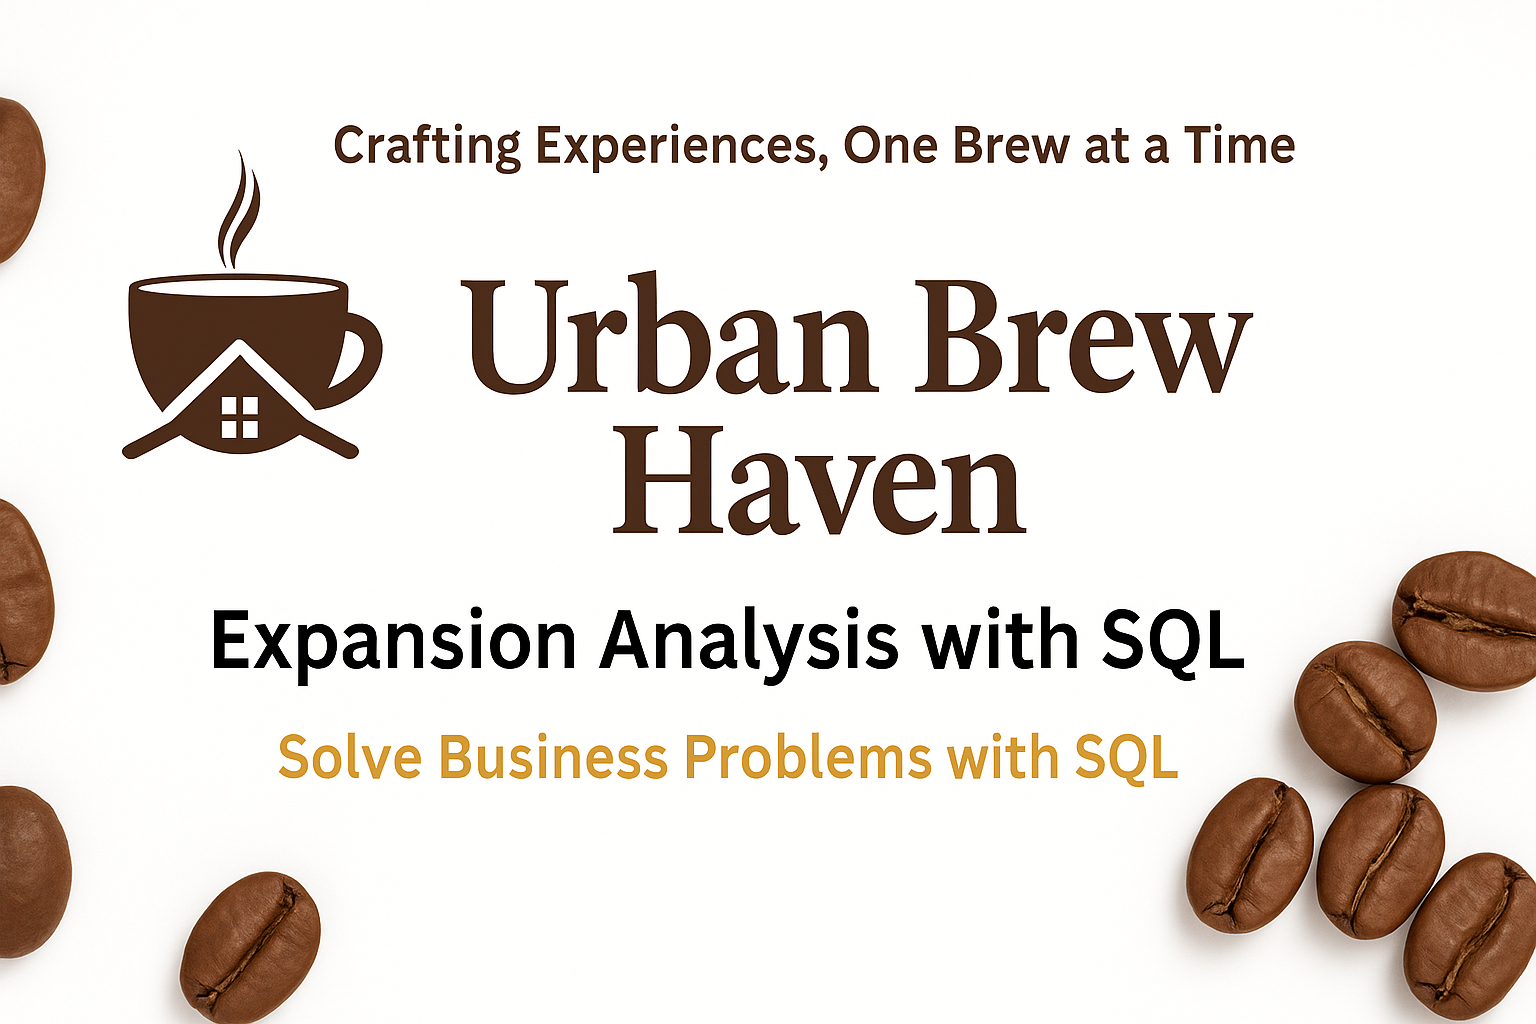 Crafting Experiences, One Brew at a Time
Urban Brew
Haven
Expansion Analysis with SQL
Solve Business Problems with SQL